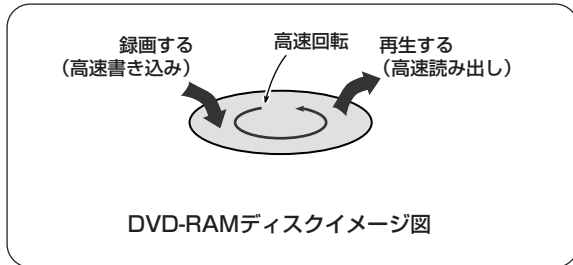 録画する
（高速書き込み）
高速回転
再生する
（高速読み出し）
DVD-RAMディスクイメージ図